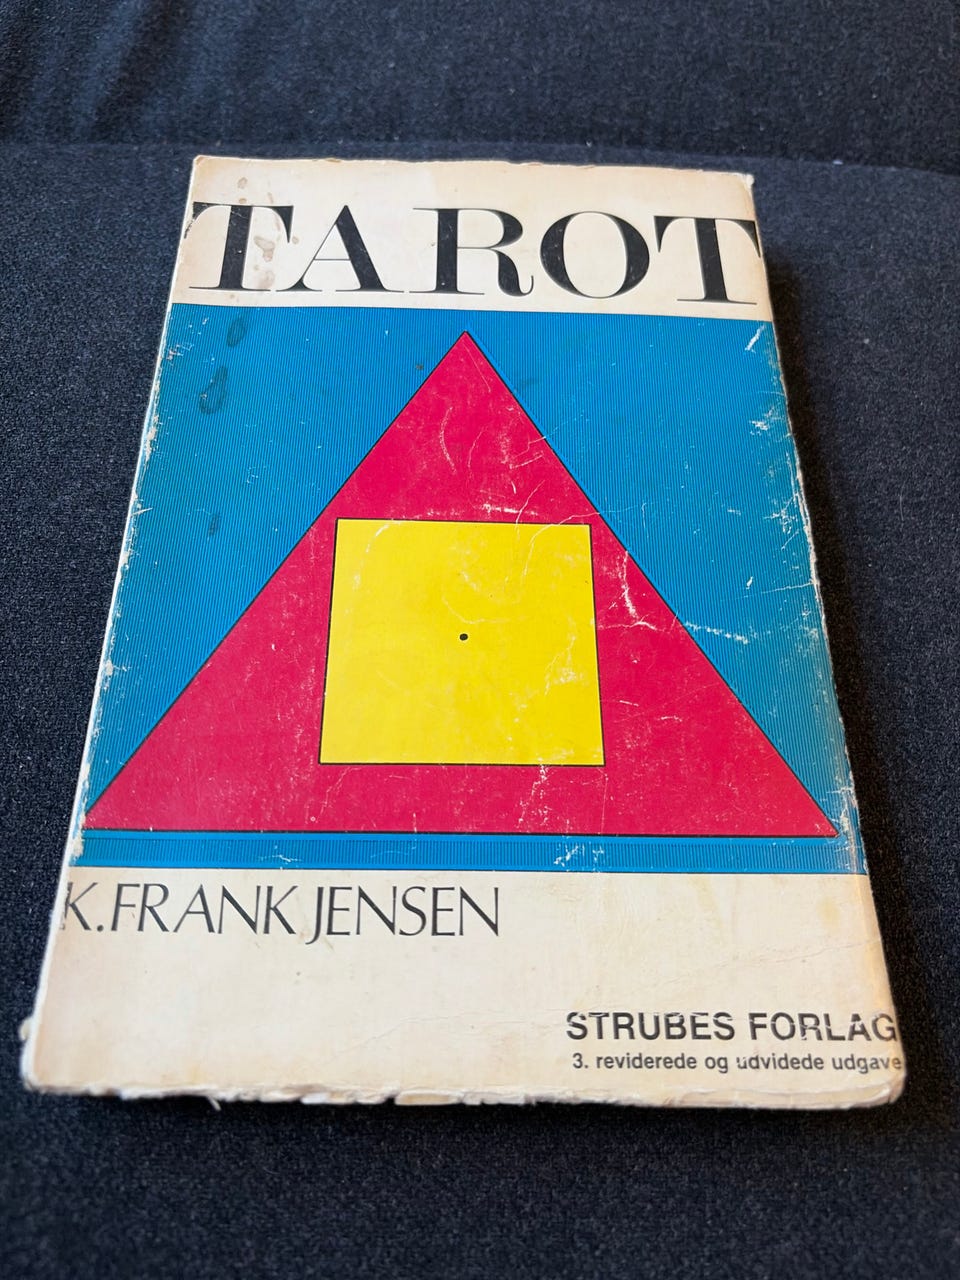 TAROT
K. FRANK JENSEN
STRUBES FORLAG
3. reviderede og udvidede udgave